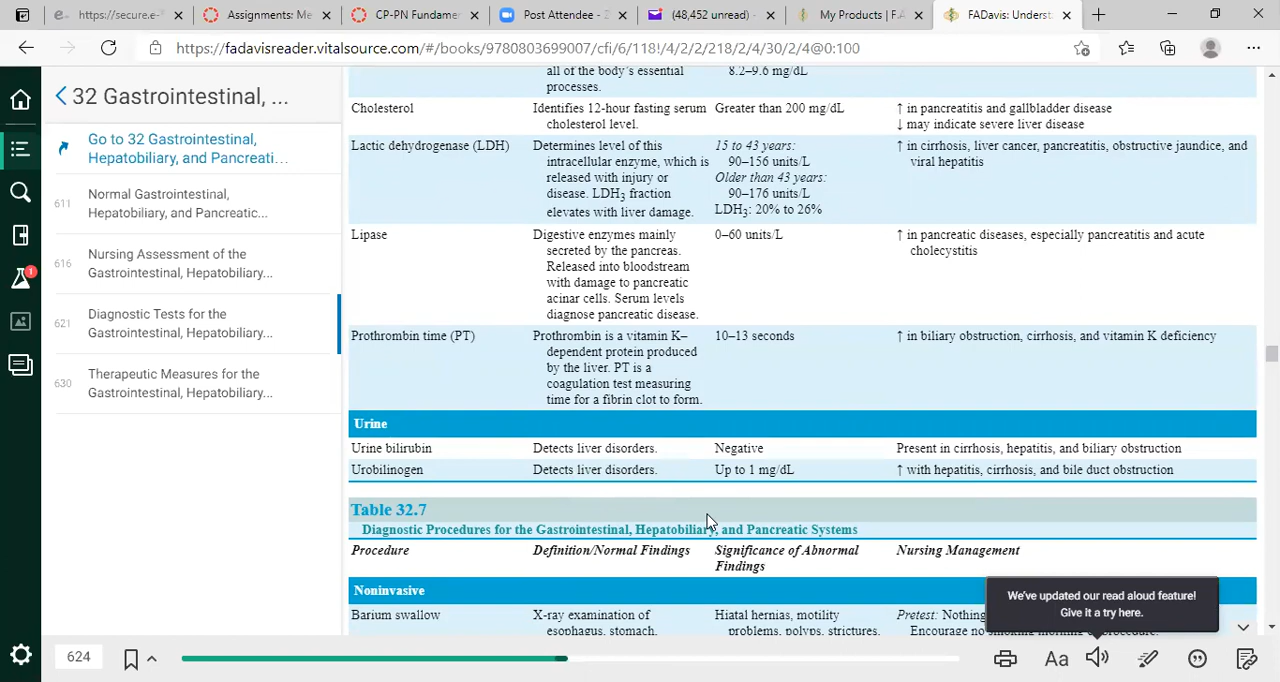 https://secure.e-
Assignments: Me
CP-PN Fundame
Post Attendee - Z
(48,452 unread) -
My Products | F.A
FADavis: Underst
https://fadavisreader.vitalsource.com/#/books/9780803699007/cfi/6/118!/4/2/2/218/2/4/30/2/4@0:100
32 Gastrointestinal, ...
Go to 32 Gastrointestinal,
Hepatobiliary, and Pancreati...
611
Normal Gastrointestinal,
Hepatobiliary, and Pancreatic...
616
Nursing Assessment of the
Gastrointestinal, Hepatobiliary...
621
Diagnostic Tests for the
Gastrointestinal, Hepatobiliary...
630
Therapeutic Measures for the
Gastrointestinal, Hepatobiliary...
all of the body's essential 8.2–9.6 mg/dL
processes.
Cholesterol Identifies 12-hour fasting serum Greater than 200 mg/dL ↑ in pancreatitis and gallbladder disease
cholesterol level. ↓ may indicate severe liver disease
Lactic dehydrogenase (LDH) Determines level of this 15 to 43 years: ↑ in cirrhosis, liver cancer, pancreatitis, obstructive jaundice, and
intracellular enzyme, which is 90–156 units/L viral hepatitis
released with injury or Older than 43 years:
disease. LDH3 fraction 90–176 units/L
elevates with liver damage. LDH3: 20% to 26%
Lipase Digestive enzymes mainly 0–60 units/L ↑ in pancreatic diseases, especially pancreatitis and acute
secreted by the pancreas. cholecystitis
Released into bloodstream
with damage to pancreatic
acinar cells. Serum levels
diagnose pancreatic disease.
Prothrombin time (PT) Prothrombin is a vitamin K– 10–13 seconds ↑ in biliary obstruction, cirrhosis, and vitamin K deficiency
dependent protein produced
by the liver. PT is a
coagulation test measuring
time for a fibrin clot to form.
Urine
Urine bilirubin Detects liver disorders. Negative Present in cirrhosis, hepatitis, and biliary obstruction
Urobilinogen Detects liver disorders. Up to 1 mg/dL ↑ with hepatitis, cirrhosis, and bile duct obstruction
Table 32.7
Diagnostic Procedures for the Gastrointestinal, Hepatobiliary, and Pancreatic Systems
Procedure Definition/Normal Findings Significance of Abnormal Nursing Management
Findings
Noninvasive
Barium swallow X-ray examination of Hiatal hernias, motility Pretest: Nothing
esophagus, stomach, problems, polyps, strictures, Encourage no smoking morning of procedure.
We've updated our read aloud feature!
Give it a try here.
1
624
Aa